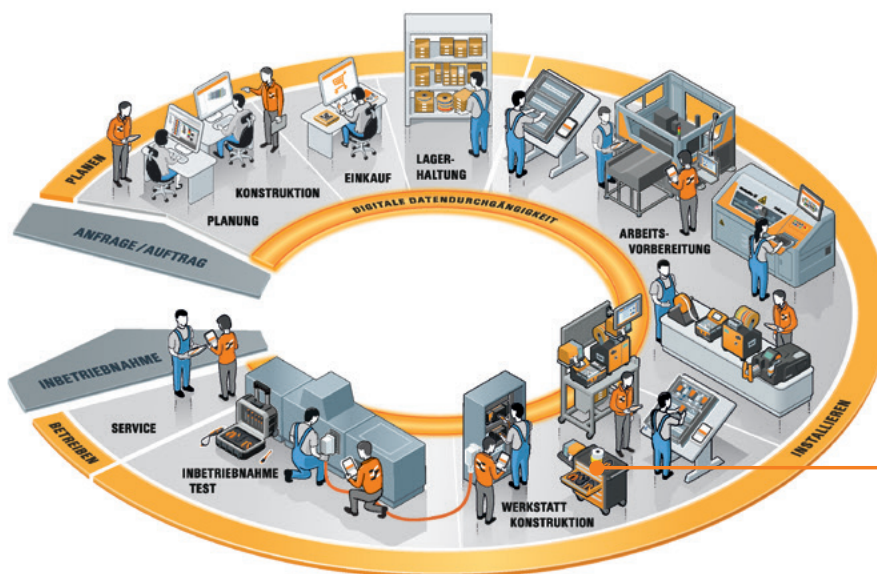 PLANEN
KONSTRUKTION
PLANUNG
EINKAUF
LAGER-
HALTUNG
DIGITALE DATENDURCHGÄNGIGKEIT
ANFRAGE/AUFTRAG
ARBEITS-
VORBEREITUNG
INSTALLIEREN
WERKSTATT
KONSTRUKTION
INBETRIEBNAHME
TEST
SERVICE
INBETRIEBNAHME
BETREIBEN